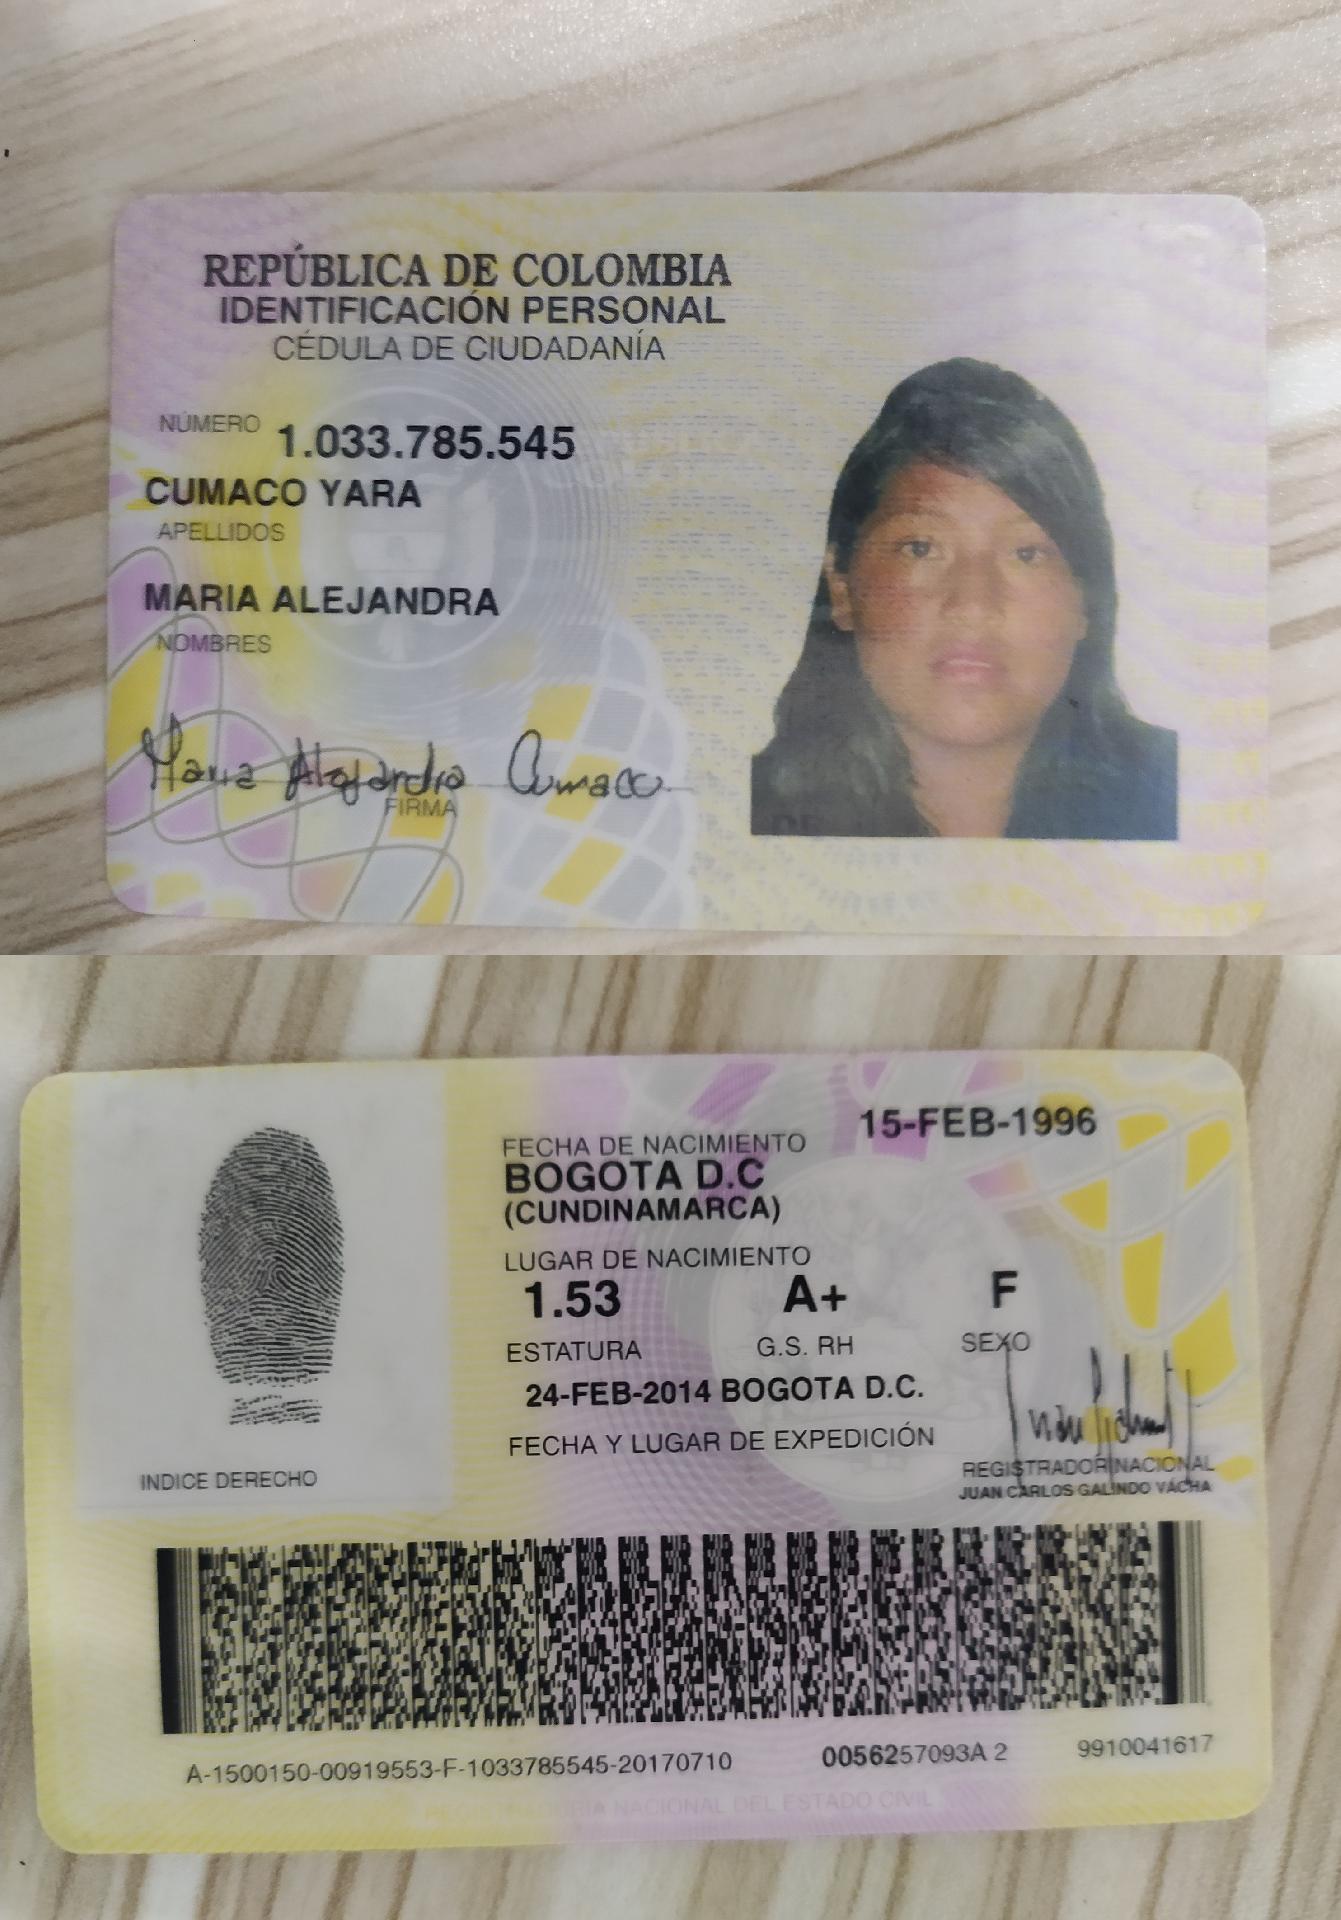 REPÚBLICA DE COLOMBIA
IDENTIFICACIÓN PERSONAL
CÉDULA DE CIUDADANÍA
NÚMERO 1.033.785.545
CUMACO YARA
APELLIDOS
MARIA ALEJANDRA
NOMBRES
Maria Alejandra Cumaco
FIRMA
FECHA DE NACIMIENTO 15-FEB-1996
BOGOTA D.C
(CUNDINAMARCA)
LUGAR DE NACIMIENTO
1.53 A+ F
ESTATURA G.S. RH SEXO
24-FEB-2014 BOGOTA D.C.
FECHA Y LUGAR DE EXPEDICIÓN
INDICE DERECHO
REGISTRADOR NACIONAL
JUAN CARLOS GALINDO VÁCHA
A-1500150-00919553-F-1033785545-20170710 0056257093A 2 9910041617
REGISTRADURIA NACIONAL DEL ESTADO CIVIL